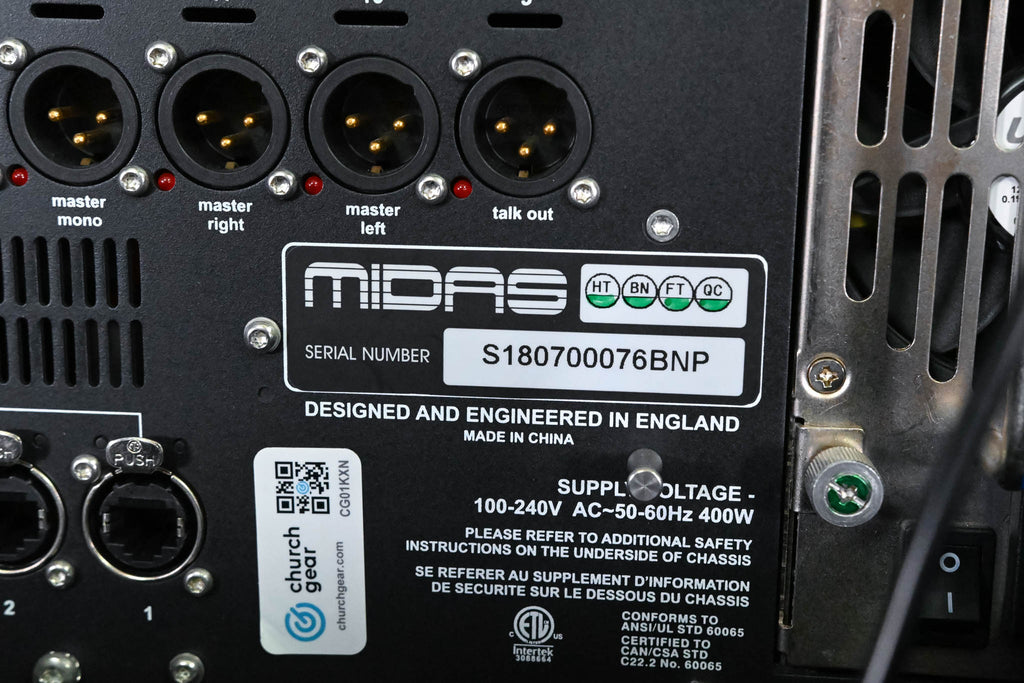 master
mono
master
right
master
left
talk out
MIDAS
HT BN FT QC
SERIAL NUMBER
S180700076BNP
DESIGNED AND ENGINEERED IN ENGLAND
MADE IN CHINA
PUSH
CG01KXN
church
gear
churchgear.com
SUPPLY VOLTAGE -
100-240V AC~50-60Hz 400W
PLEASE REFER TO ADDITIONAL SAFETY
INSTRUCTIONS ON THE UNDERSIDE OF CHASSIS
SE REFERER AU SUPPLEMENT D'INFORMATION
DE SECURITE SUR LE DESSOUS DU CHASSIS
2
1
C ETL US
Intertek
3088664
CONFORMS TO
ANSI/UL STD 60065
CERTIFIED TO
CAN/CSA STD
C22.2 No. 60065